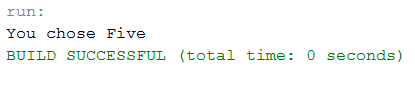 run:
You chose Five
BUILD SUCCESSFUL (total time: 0 seconds)